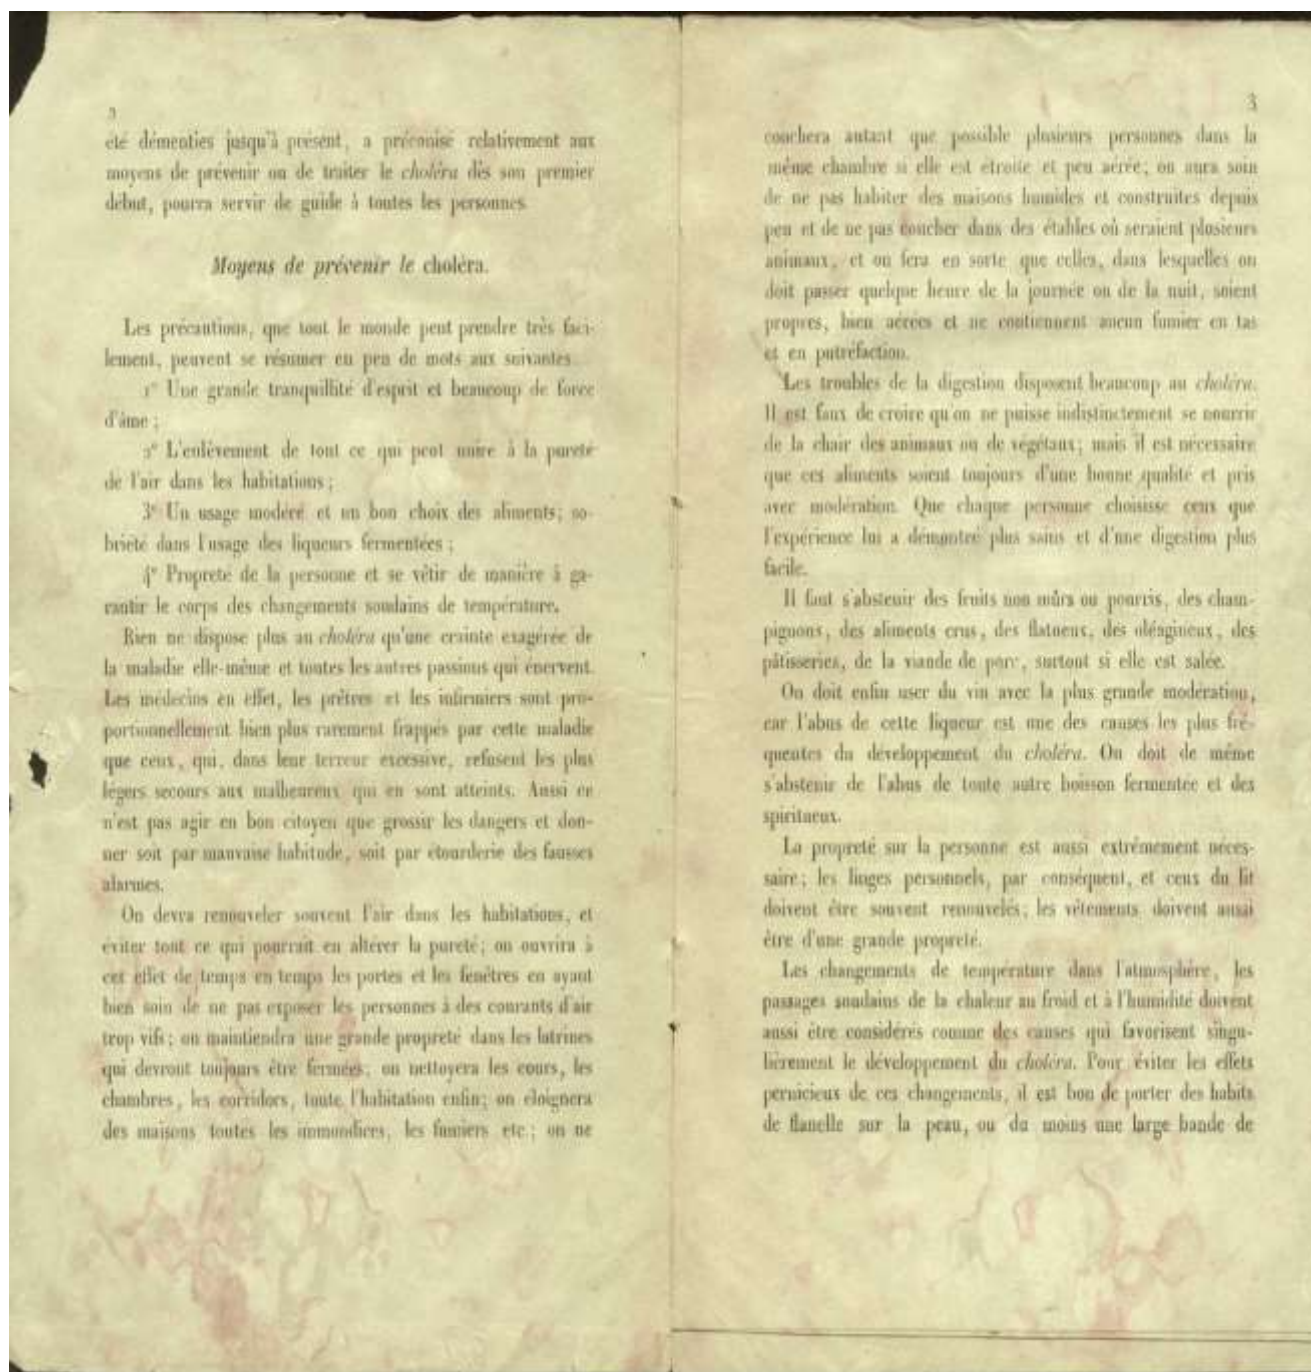 2
été démenties jusqu'à présent, a préconisé relativement aux
moyens de prévenir ou de traiter le choléra dès son premier
début, pourra servir de guide à toutes les personnes.
Moyens de prévenir le choléra.
Les précautions, que tout le monde peut prendre très faci-
lement, peuvent se résumer en peu de mots aux suivantes
1° Une grande tranquillité d'esprit et beaucoup de force
d'âme ;
2° L'enlèvement de tout ce qui peut nuire à la pureté
de l'air dans les habitations ;
3° Un usage modéré et un bon choix des aliments; so-
briété dans l'usage des liqueurs fermentées ;
4° Propreté de la personne et se vêtir de manière à ga-
rantir le corps des changements soudains de température.
Rien ne dispose plus au choléra qu'une crainte exagérée de
la maladie elle-même et toutes les autres passions qui énervent.
Les médecins en effet, les prêtres et les infirmiers sont pro-
portionnellement bien plus rarement frappés par cette maladie
que ceux, qui, dans leur terreur excessive, refusent les plus
légers secours aux malheureux qui en sont atteints. Aussi ce
n'est pas agir en bon citoyen que grossir les dangers et don-
ner soit par mauvaise habitude, soit par étourderie des fausses
alarmes.
On devra renouveler souvent l'air dans les habitations, et
éviter tout ce qui pourrait en altérer la pureté; on ouvrira à
cet effet de temps en temps les portes et les fenêtres en ayant
bien soin de ne pas exposer les personnes à des courants d'air
trop vifs; on maintiendra une grande propreté dans les latrines
qui devront toujours être fermées; on nettoyera les cours, les
chambres, les corridors, toute l'habitation enfin; on éloignera
des maisons toutes les immondices, les fumiers etc.; on ne
3
couchera autant que possible plusieurs personnes dans la
même chambre si elle est étroite et peu aérée; on aura soin
de ne pas habiter des maisons humides et construites depuis
peu et de ne pas coucher dans des étables où seraient plusieurs
animaux, et on fera en sorte que celles, dans lesquelles on
doit passer quelque heure de la journée ou de la nuit, soient
propres, bien aérées et ne contiennent aucun fumier en tas
et en putréfaction.
Les troubles de la digestion disposent beaucoup au choléra.
Il est faux de croire qu'on ne puisse indistinctement se nourrir
de la chair des animaux ou de végétaux; mais il est nécessaire
que ces aliments soient toujours d'une bonne qualité et pris
avec modération. Que chaque personne choisisse ceux que
l'expérience lui a démontré plus sains et d'une digestion plus
facile.
Il faut s'abstenir des fruits non mûrs ou pourris, des cham-
pignons, des aliments crus, des flatueux, des oléagineux, des
pâtisseries, de la viande de porc, surtout si elle est salée.
On doit enfin user du vin avec la plus grande modération,
car l'abus de cette liqueur est une des causes les plus fré-
quentes du développement du choléra. On doit de même
s'abstenir de l'abus de toute autre boisson fermentée et des
spiritueux.
La propreté sur la personne est aussi extrêmement néces-
saire; les linges personnels, par conséquent, et ceux du lit
doivent être souvent renouvelés; les vêtements doivent aussi
être d'une grande propreté.
Les changements de température dans l'atmosphère, les
passages soudains de la chaleur au froid et à l'humidité doivent
aussi être considérés comme des causes qui favorisent singu-
lièrement le développement du choléra. Pour éviter les effets
pernicieux de ces changements, il est bon de porter des habits
de flanelle sur la peau, ou du moins une large bande de